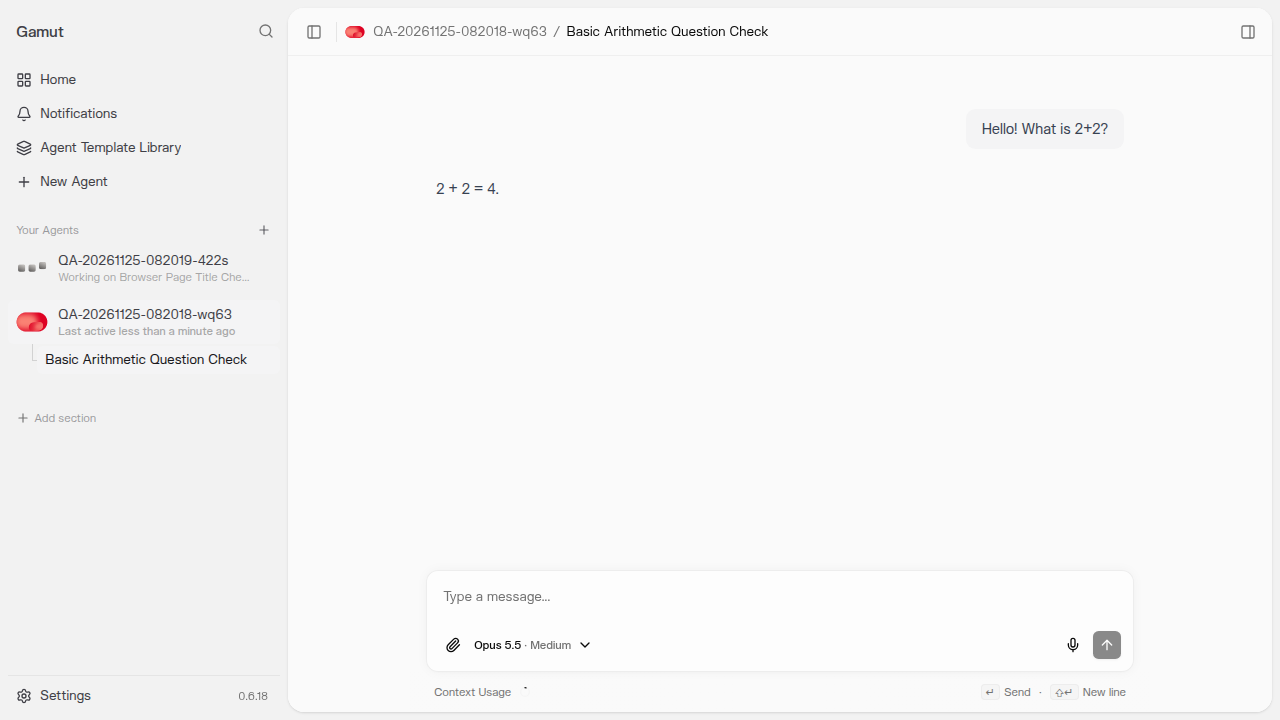 Gamut
Home
Notifications
Agent Template Library
New Agent
Your Agents
QA-20261125-082019-422s
Working on Browser Page Title Che...
QA-20261125-082018-wq63
Last active less than a minute ago
Basic Arithmetic Question Check
Add section
Settings
0.6.18
QA-20261125-082018-wq63 / Basic Arithmetic Question Check
Hello! What is 2+2?
2 + 2 = 4.
Type a message...
Opus 5.5 · Medium
Context Usage
Send · New line